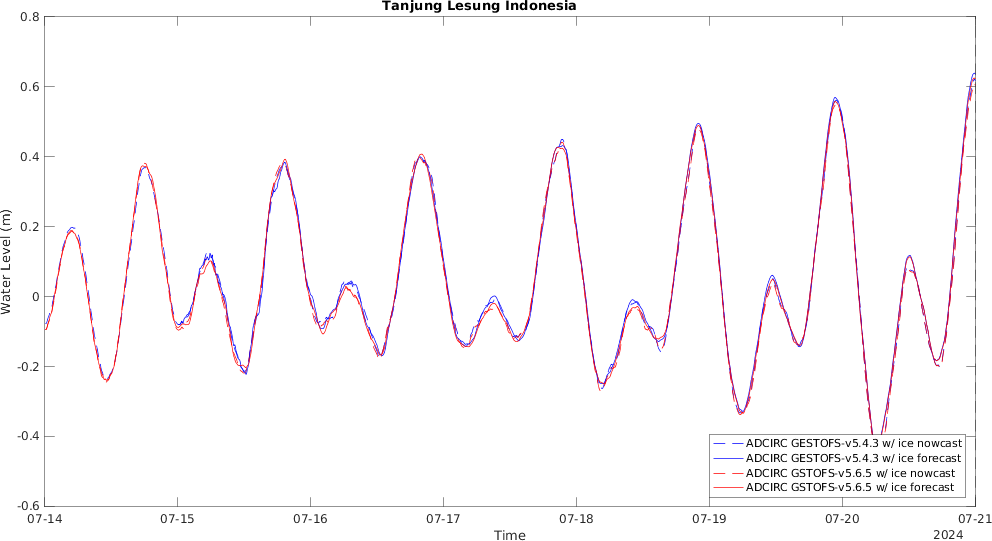 Tanjung Lesung Indonesia
Water Level (m)
0.8
0.6
0.4
0.2
0
-0.2
-0.4
-0.6
ADCIRC GESTOFS-v5.4.3 w/ ice nowcast
ADCIRC GESTOFS-v5.4.3 w/ ice forecast
ADCIRC GSTOFS-v5.6.5 w/ ice nowcast
ADCIRC GSTOFS-v5.6.5 w/ ice forecast
07-14 07-15 07-16 07-17 07-18 07-19 07-20 07-21
Time
2024